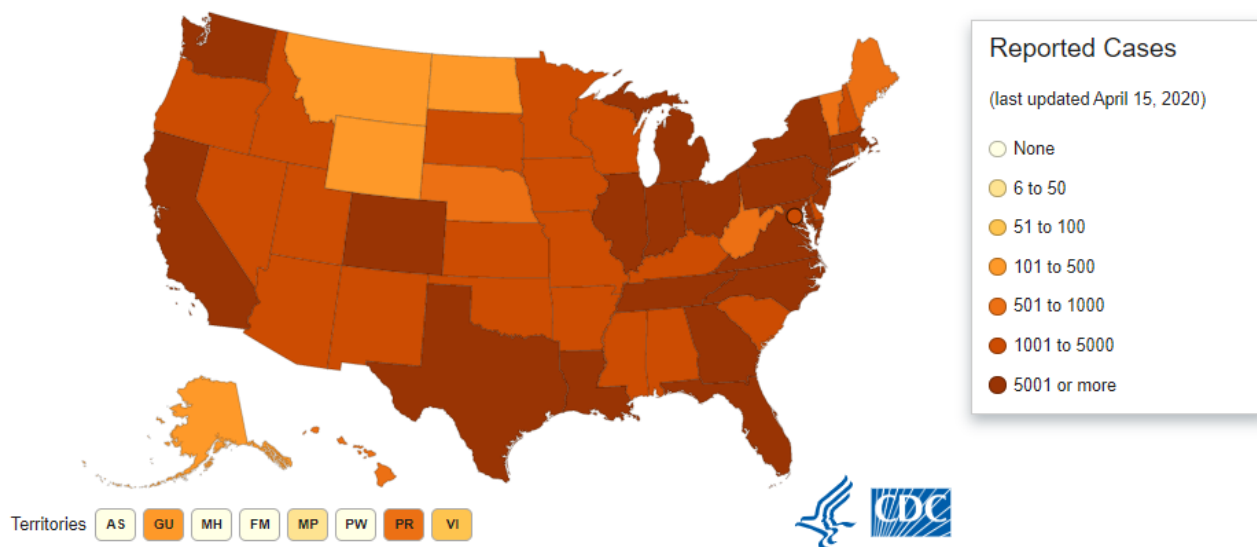 Reported Cases
(last updated April 15, 2020)
None
6 to 50
51 to 100
101 to 500
501 to 1000
1001 to 5000
5001 or more
Territories AS GU MH FM MP PW PR VI
CDC